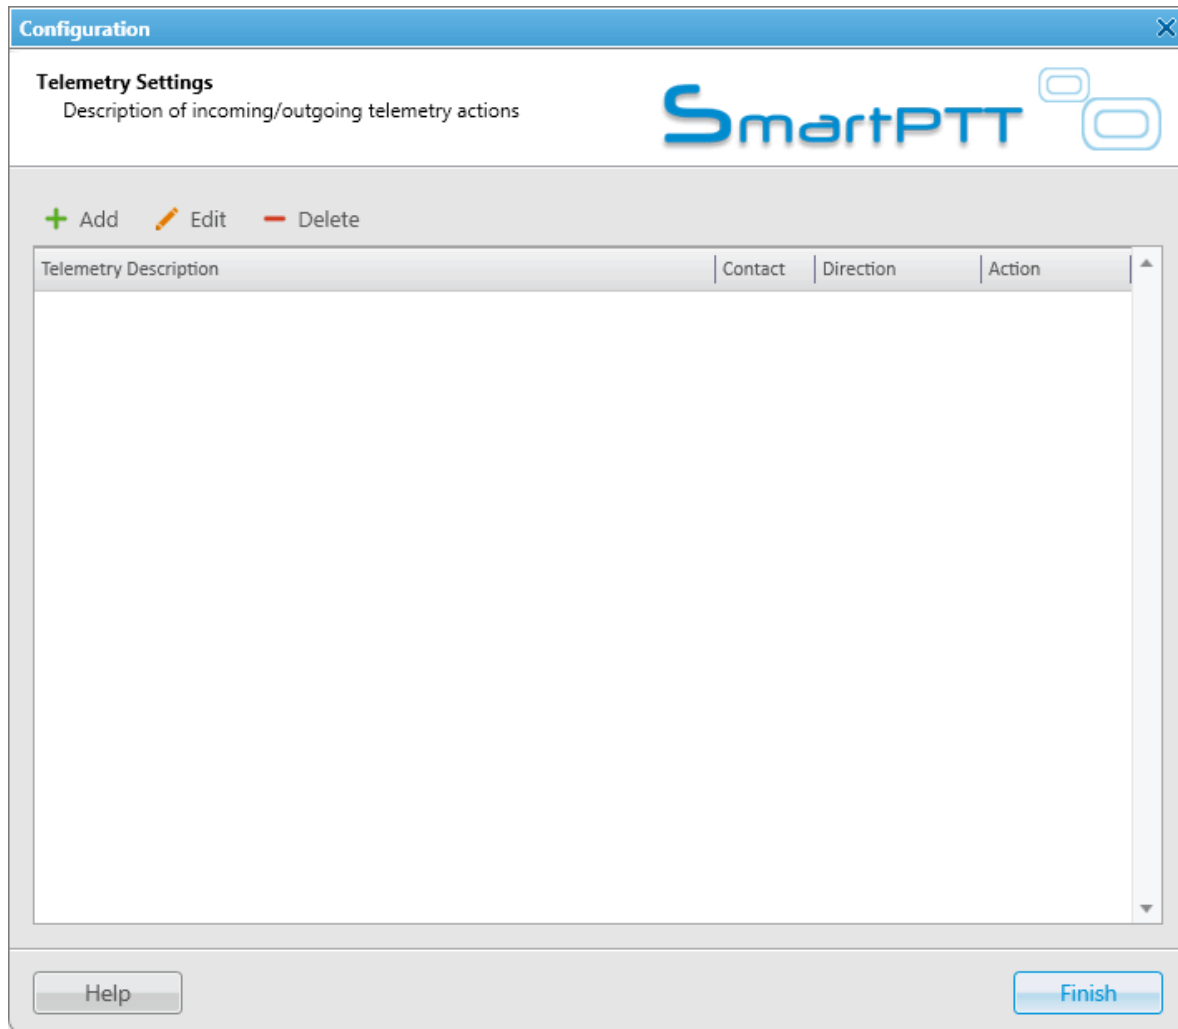 Configuration
Telemetry Settings
Description of incoming/outgoing telemetry actions
SmartPTT
Add Edit Delete
Telemetry Description Contact Direction Action
Help Finish